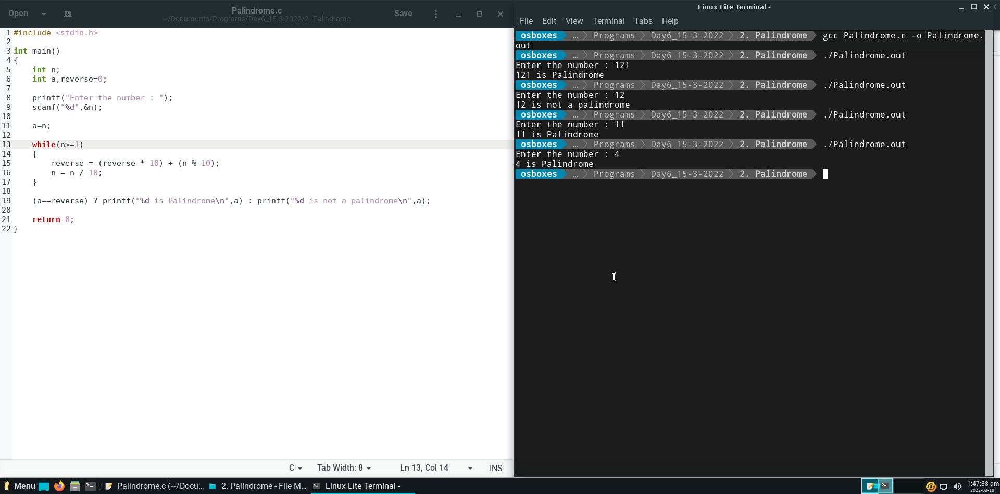 Open
Palindrome.c
~/Documents/Programs/Day6_15-3-2022/2. Palindrome
Save
1 #include <stdio.h>
2
3 int main()
4 {
5     int n;
6     int a,reverse=0;
7
8     printf("Enter the number : ");
9     scanf("%d",&n);
10
11     a=n;
12
13     while(n>=1)
14     {
15         reverse = (reverse * 10) + (n % 10);
16         n = n / 10;
17     }
18
19     (a==reverse) ? printf("%d is Palindrome\n",a) : printf("%d is not a palindrome\n",a);
20
21     return 0;
22 }
C
Tab Width: 8
Ln 13, Col 14
INS
Linux Lite Terminal -
File Edit View Terminal Tabs Help
osboxes … Programs Day6_15-3-2022 2. Palindrome gcc Palindrome.c -o Palindrome.
out
osboxes … Programs Day6_15-3-2022 2. Palindrome ./Palindrome.out
Enter the number : 121
121 is Palindrome
osboxes … Programs Day6_15-3-2022 2. Palindrome ./Palindrome.out
Enter the number : 12
12 is not a palindrome
osboxes … Programs Day6_15-3-2022 2. Palindrome ./Palindrome.out
Enter the number : 11
11 is Palindrome
osboxes … Programs Day6_15-3-2022 2. Palindrome ./Palindrome.out
Enter the number : 4
4 is Palindrome
osboxes … Programs Day6_15-3-2022 2. Palindrome
Menu
Palindrome.c (~/Docu...
2. Palindrome - File M...
Linux Lite Terminal -
1:47:38 am
2022-03-18